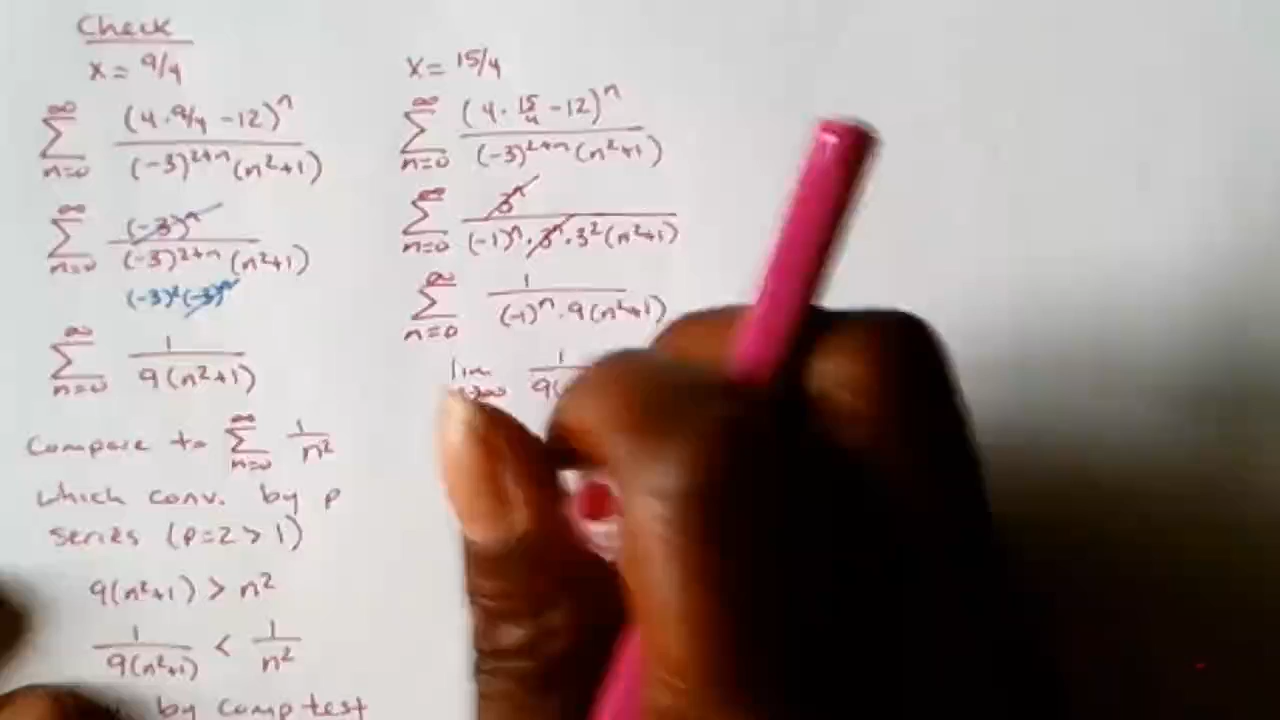 Check
x = 9/4
∞ Σ n=0 (4·9/4 -12)^n / (-3)^2+n (n²+1)
∞ Σ n=0 (-3)^n / (-3)^2+n (n²+1)
(-3)²(-3)^n
∞ Σ n=0 1 / 9(n²+1)
Compare to ∞ Σ n=0 1/n²
which conv. by p
series (p=2 > 1)
9(n²+1) > n²
1 / 9(n²+1) < 1/n²
by comp test
x = 15/4
∞ Σ n=0 (4·15/4 -12)^n / (-3)^2+n (n²+1)
∞ Σ n=0 3^n / (-1)^n · 3^n · 3² (n²+1)
∞ Σ n=0 1 / (-1)^n · 9(n²+1)
lim 1 / 9(